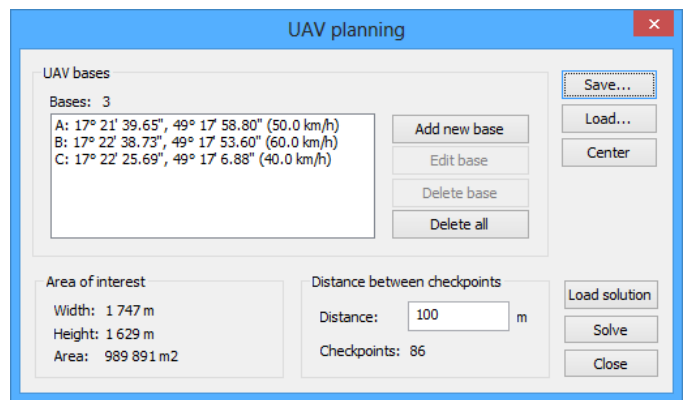 UAV planning
UAV bases
Bases: 3
A: 17° 21' 39.65", 49° 17' 58.80" (50.0 km/h)
B: 17° 22' 38.73", 49° 17' 53.60" (60.0 km/h)
C: 17° 22' 25.69", 49° 17' 6.88" (40.0 km/h)
Add new base
Edit base
Delete base
Delete all
Save...
Load...
Center
Area of interest
Width: 1 747 m
Height: 1 629 m
Area: 989 891 m2
Distance between checkpoints
Distance: 100 m
Checkpoints: 86
Load solution
Solve
Close